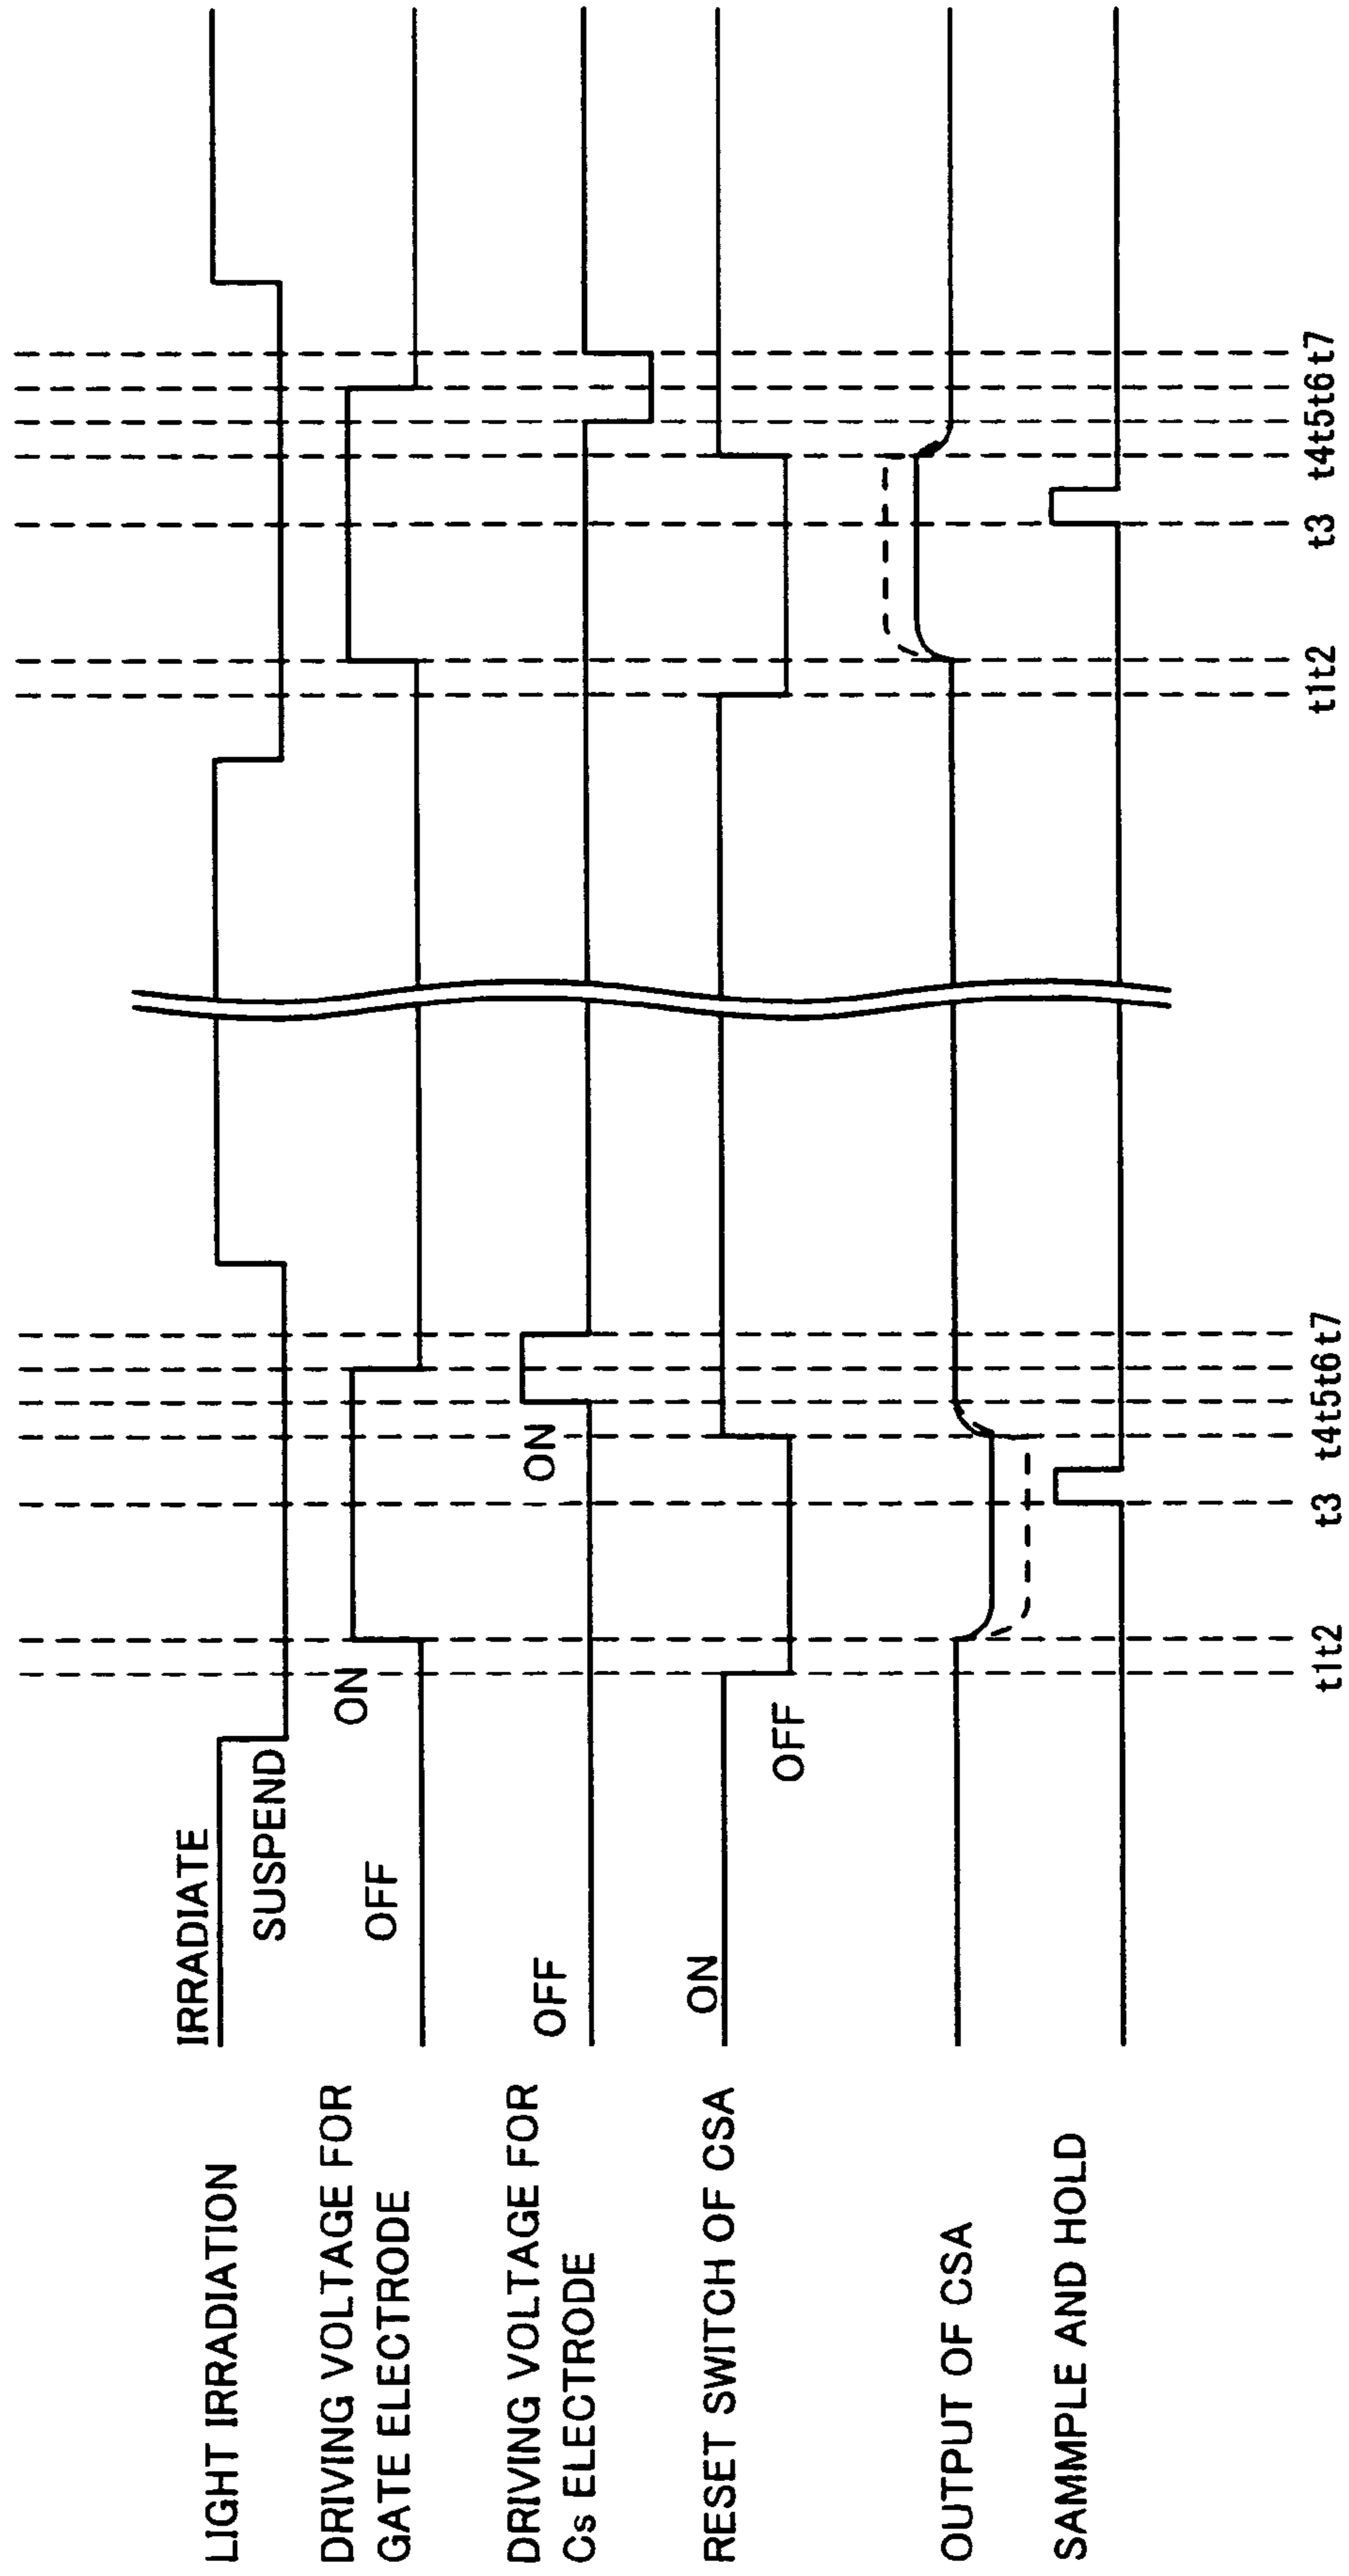 LIGHT IRRADIATION
IRRADIATE
SUSPEND
DRIVING VOLTAGE FOR
GATE ELECTRODE
OFF
ON
DRIVING VOLTAGE FOR
Cs ELECTRODE
OFF
ON
RESET SWITCH OF CSA
ON
OFF
OUTPUT OF CSA
SAMMPLE AND HOLD
t1t2 t3 t4t5t6t7 t1t2 t3 t4t5t6t7